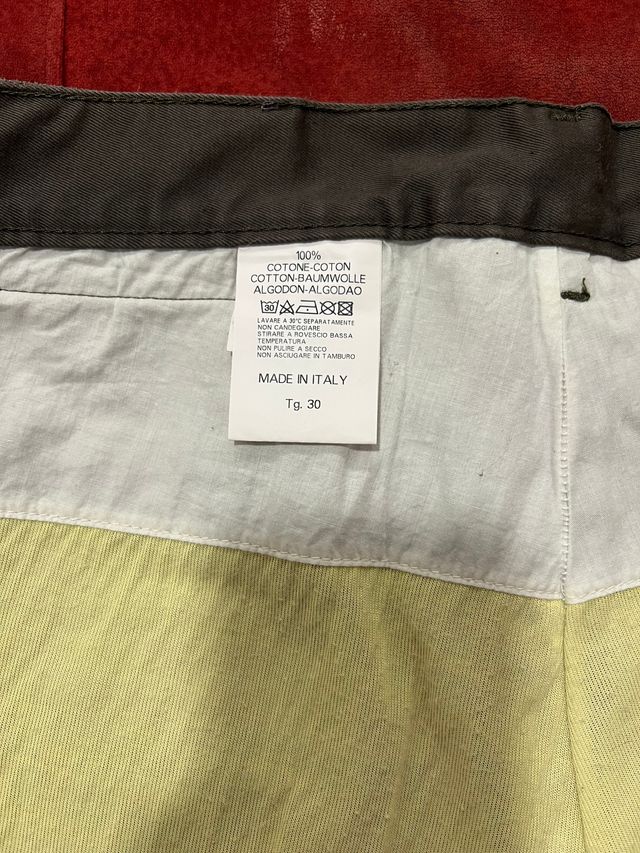 100%
COTONE-COTON
COTTON-BAUMWOLLE
ALGODON-ALGODAO
30
LAVARE A 30°C SEPARATAMENTE
NON CANDEGGIARE
STIRARE A ROVESCIO BASSA
TEMPERATURA
NON PULIRE A SECCO
NON ASCIUGARE IN TAMBURO
MADE IN ITALY
Tg. 30